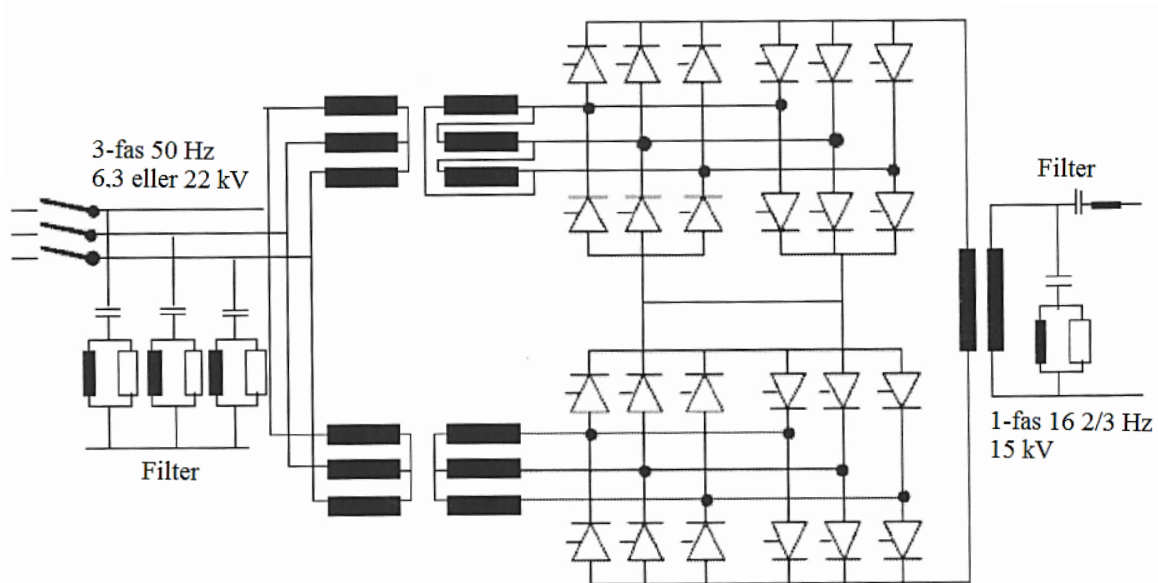 3-fas 50 Hz
6.3 eller 22 kV
Filter
Filter
1-fas 16 2/3 Hz
15 kV